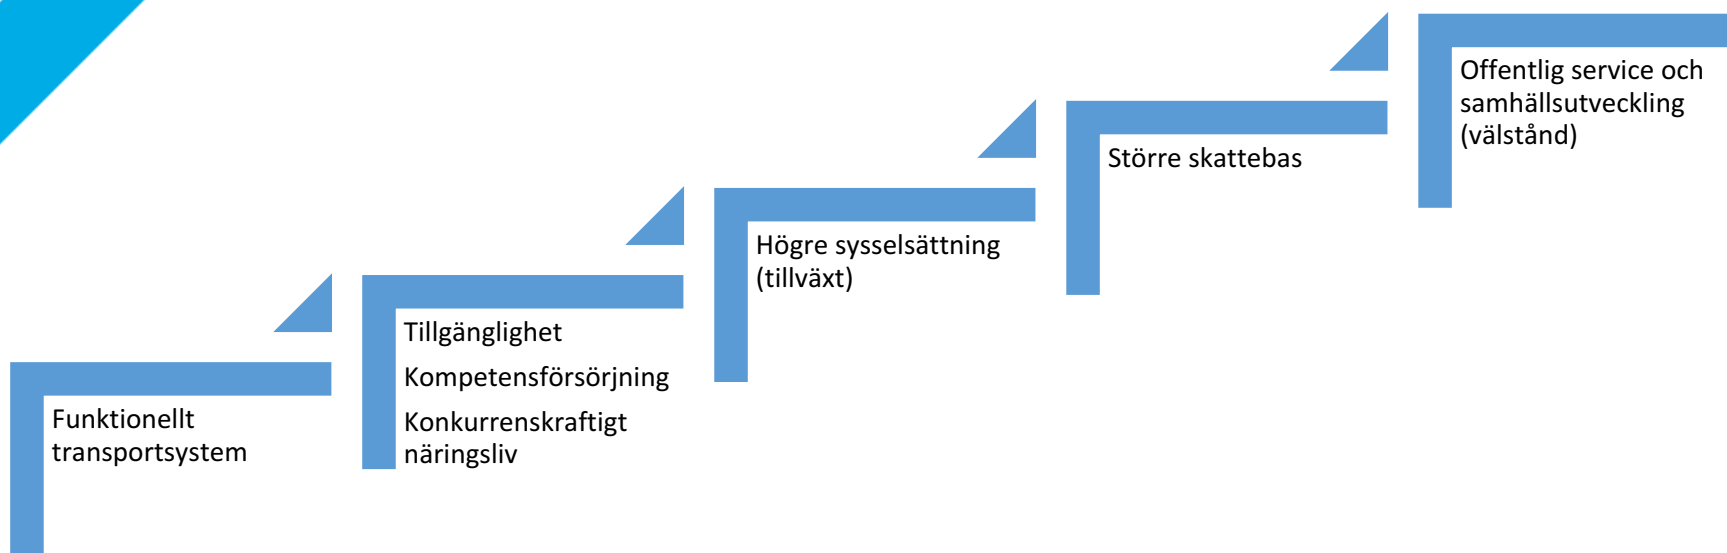 Funktionellt
transportsystem
Tillgänglighet
Kompetensförsörjning
Konkurrenskraftigt
näringsliv
Högre sysselsättning
(tillväxt)
Större skattebas
Offentlig service och
samhällsutveckling
(välstånd)